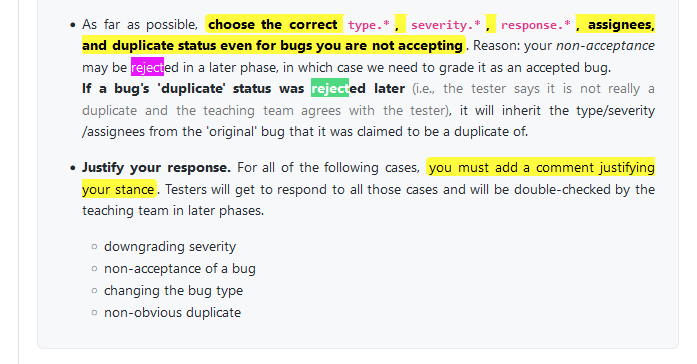 • As far as possible, choose the correct type.* , severity.* , response.* , assignees,
and duplicate status even for bugs you are not accepting. Reason: your non-acceptance
may be rejected in a later phase, in which case we need to grade it as an accepted bug.
If a bug's 'duplicate' status was rejected later (i.e., the tester says it is not really a
duplicate and the teaching team agrees with the tester), it will inherit the type/severity
/assignees from the 'original' bug that it was claimed to be a duplicate of.
• Justify your response. For all of the following cases, you must add a comment justifying
your stance. Testers will get to respond to all those cases and will be double-checked by the
teaching team in later phases.
○ downgrading severity
○ non-acceptance of a bug
○ changing the bug type
○ non-obvious duplicate